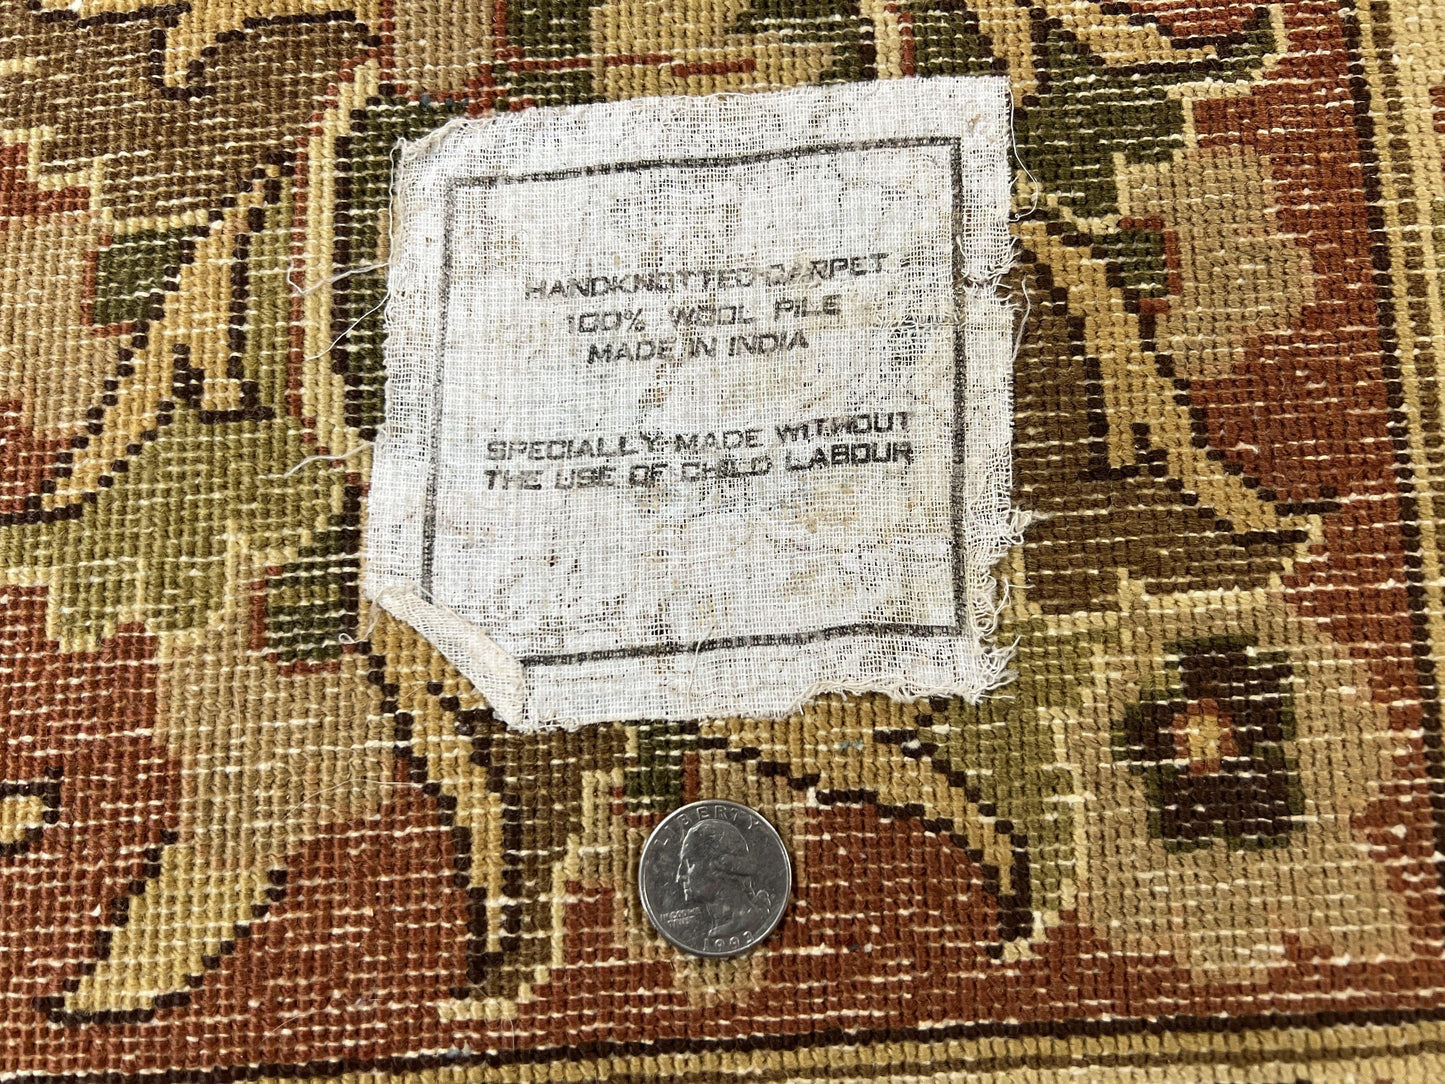 HANDKNOTTED CARPET
100% WOOL PILE
MADE IN INDIA
SPECIALLY MADE WITHOUT
THE USE OF CHILD LABOUR
LIBERTY
IN GOD WE
TRUST
1993